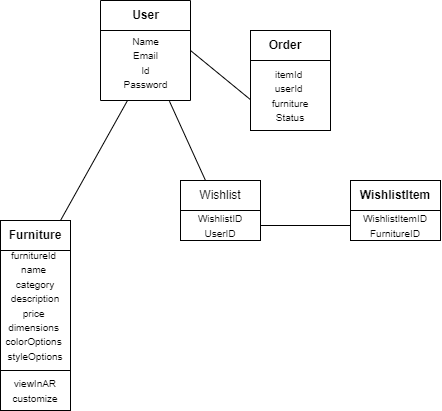 User
Name
Email
Id
Password
Order
itemId
userId
furniture
Status
Wishlist
WishlistID
UserID
WishlistItem
WishlistItemID
FurnitureID
Furniture
furnitureId
name
category
description
price
dimensions
colorOptions
styleOptions
viewInAR
customize